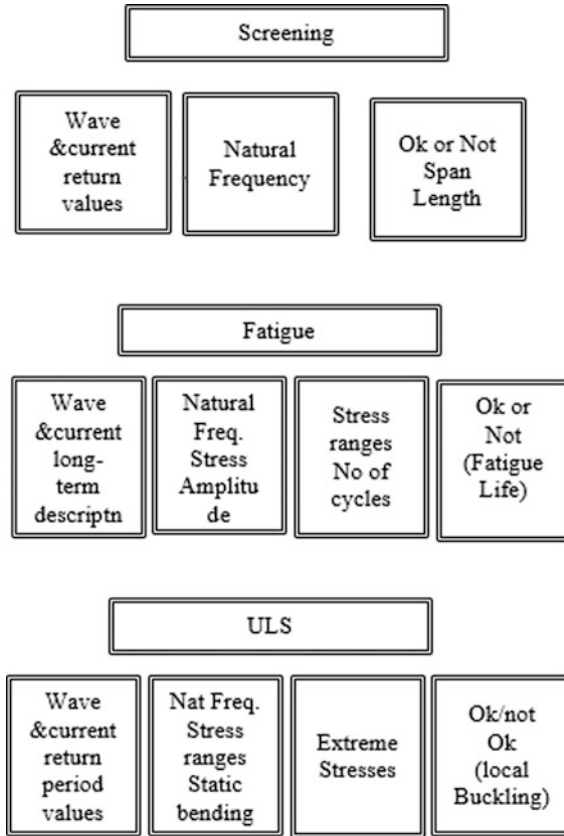 Screening
Wave
&current
return
values
Natural
Frequency
Ok or Not
Span
Length
Fatigue
Wave
&current
long-
term
descriptn
Natural
Freq.
Stress
Amplitu
de
Stress
ranges
No of
cycles
Ok or
Not
(Fatigue
Life)
ULS
Wave
&current
return
period
values
Nat Freq.
Stress
ranges
Static
bending
Extreme
Stresses
Ok/not
Ok
(local
Buckling)